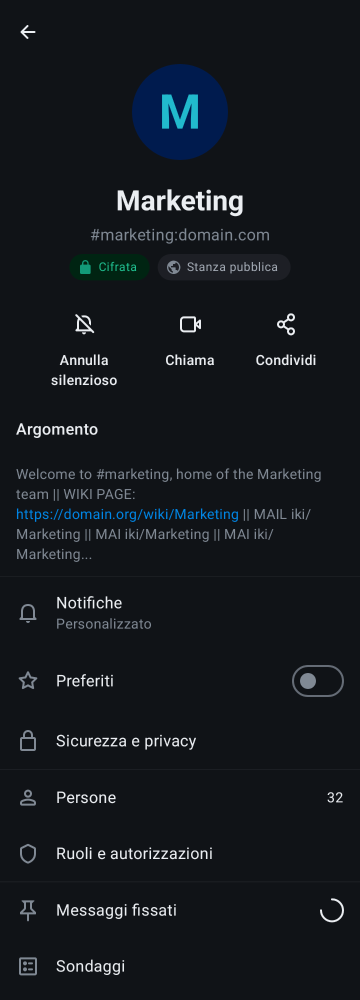 M
Marketing
#marketing:domain.com
Cifrata
Stanza pubblica
Annulla
silenzioso
Chiama
Condividi
Argomento
Welcome to #marketing, home of the Marketing
team || WIKI PAGE:
https://domain.org/wiki/Marketing || MAIL iki/
Marketing || MAI iki/Marketing || MAI iki/
Marketing...
Notifiche
Personalizzato
Preferiti
Sicurezza e privacy
Persone 32
Ruoli e autorizzazioni
Messaggi fissati
Sondaggi